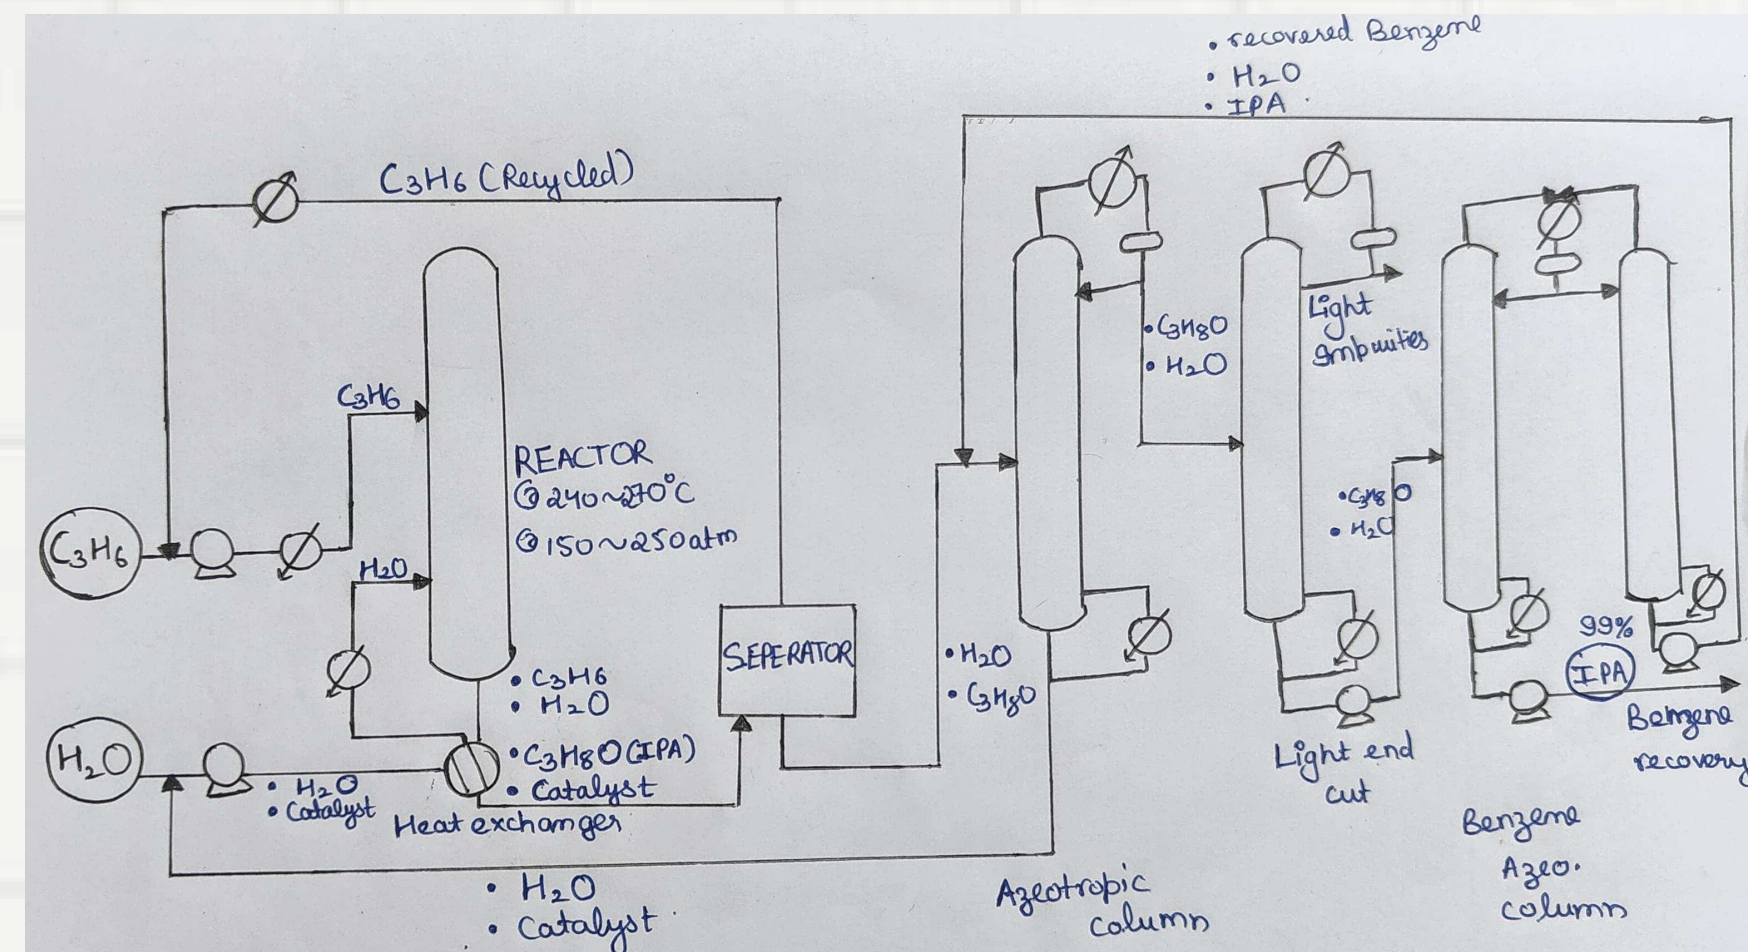 • recovered Benzene
• H2O
• IPA
C3H6 (Recycled)
C3H6
REACTOR
@ 240~270°C
@ 150~250atm
C3H6
H2O
• C3H6
• H2O
• C3H8O (IPA)
• Catalyst
SEPERATOR
H2O
• H2O
• Catalyst
Heat exchanger
• H2O
• Catalyst
• H2O
• C3H8O
• C3H8O
• H2O
Azeotropic
column
Light
Impurities
• C3H8O
• H2O
Light end
cut
99%
IPA
Benzene
recovery
Benzene
Azeo.
column